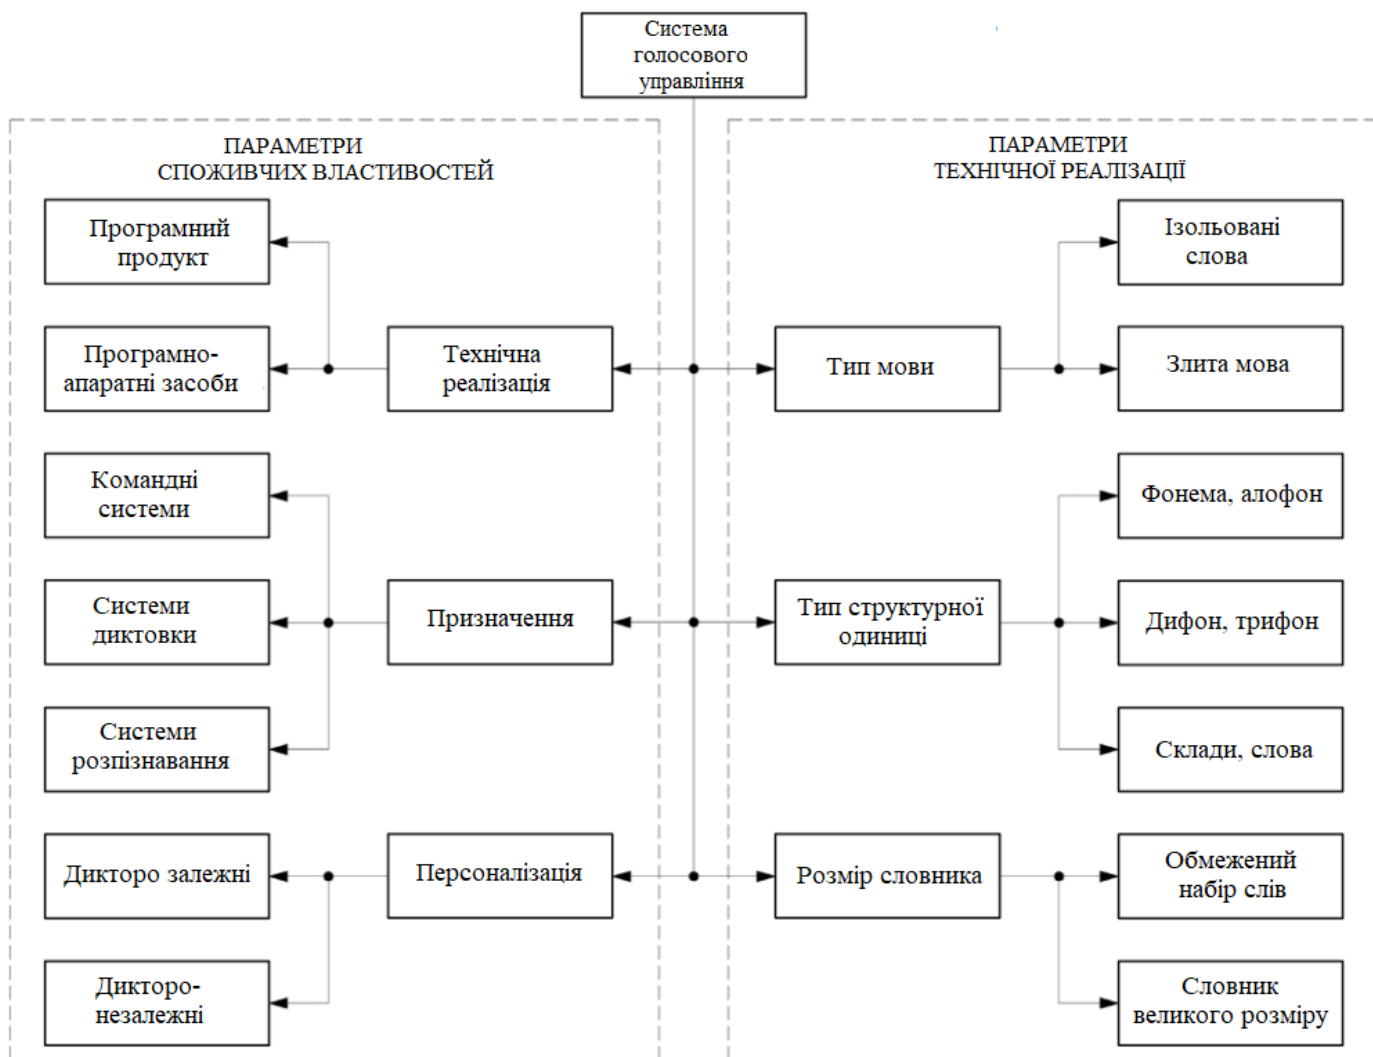 Система
голосового
управління
ПАРАМЕТРИ
СПОЖИВЧИХ ВЛАСТИВОСТЕЙ
Програмний
продукт
Програмно-
апаратні засоби
Технічна
реалізація
Командні
системи
Системи
диктовки
Призначення
Системи
розпізнавання
Дикторо залежні
Персоналізація
Дикторо-
незалежні
ПАРАМЕТРИ
ТЕХНІЧНОЇ РЕАЛІЗАЦІЇ
Ізольовані
слова
Тип мови
Злита мова
Фонема, алофон
Тип структурної
одиниці
Дифон, трифон
Склади, слова
Розмір словника
Обмежений
набір слів
Словник
великого розміру